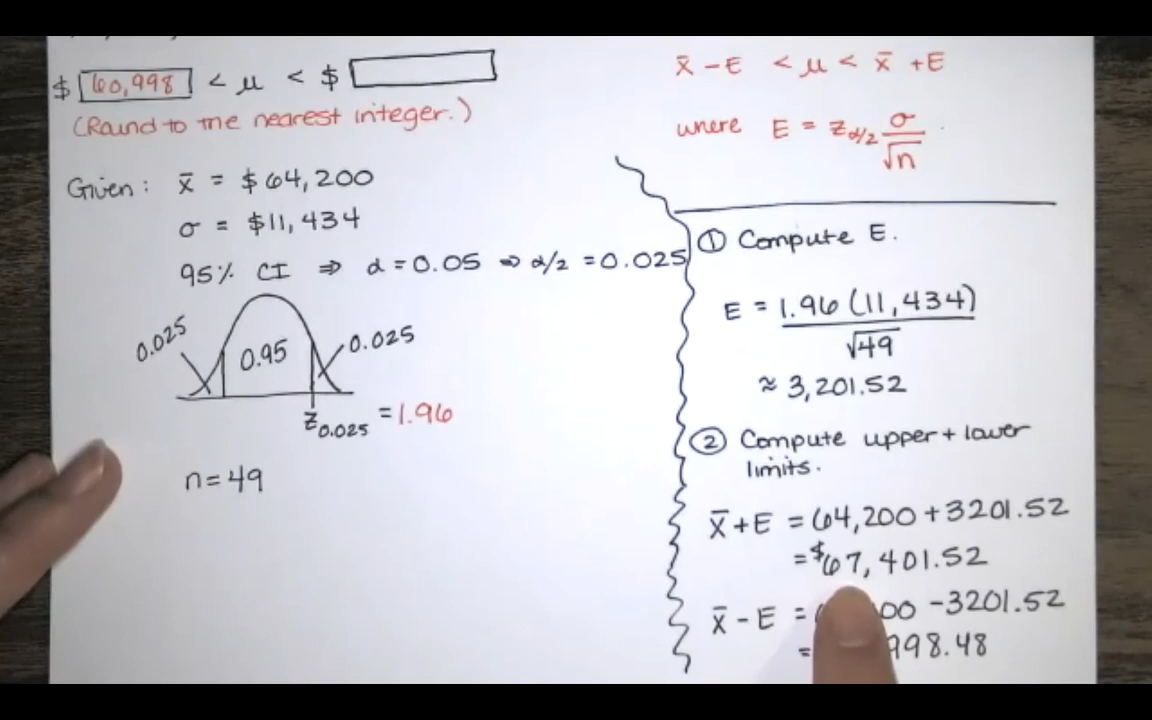 $ 60,998 < μ < $
(Round to the nearest integer.)
Given: x̄ = $64,200
σ = $11,434
95% CI ⇒ α = 0.05 ⇒ α/2 = 0.025
0.025
0.95
0.025
z0.025 = 1.96
n = 49
x̄ - E < μ < x̄ + E
where E = zα/2 σ/√n
① Compute E.
E = 1.96 (11,434)
√49
≈ 3,201.52
② Compute upper + lower
limits.
x̄ + E = 64,200 + 3201.52
= $67,401.52
x̄ - E = 00 - 3201.52
= 998.48